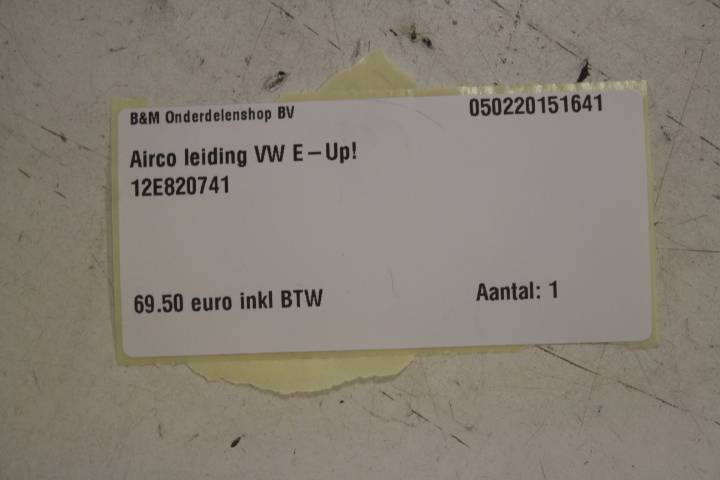 B&M Onderdelenshop BV 050220151641
Airco leiding VW E-Up!
12E820741
69.50 euro inkl BTW Aantal: 1